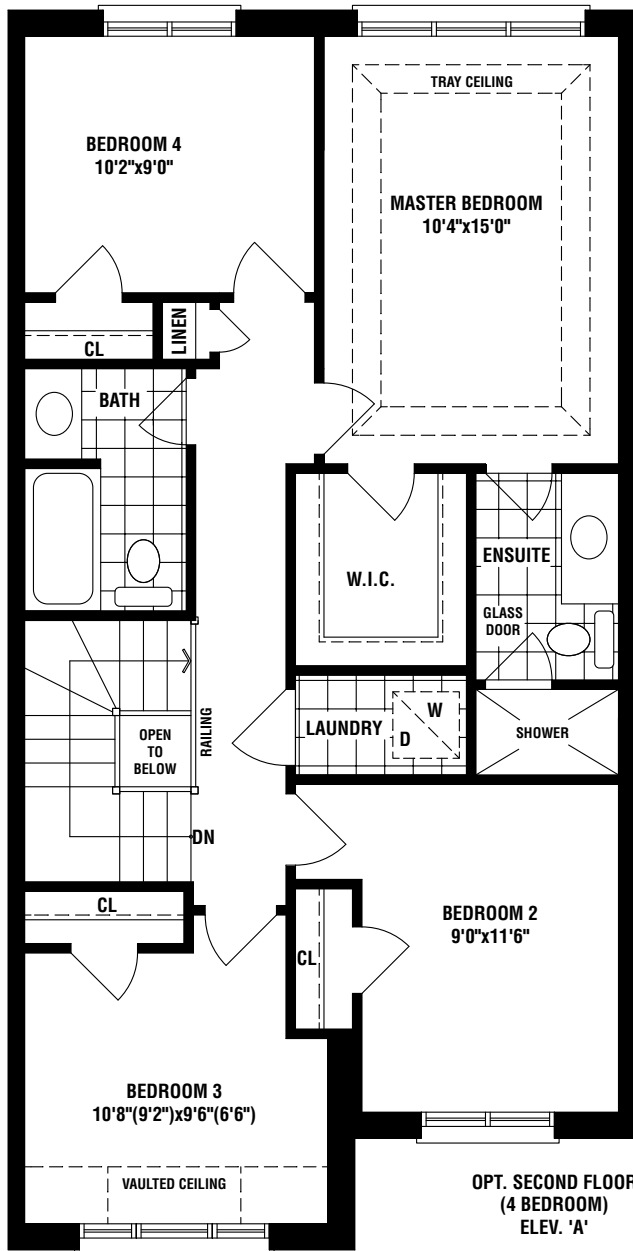 TRAY CEILING
BEDROOM 4
10'2"x9'0"
MASTER BEDROOM
10'4"x15'0"
LINEN
CL
BATH
ENSUITE
W.I.C.
GLASS
DOOR
RAILING
W
LAUNDRY
D
OPEN
TO
BELOW
SHOWER
DN
CL
BEDROOM 2
9'0"x11'6"
CL
BEDROOM 3
10'8"(9'2")x9'6"(6'6")
VAULTED CEILING
OPT. SECOND FLOOR
(4 BEDROOM)
ELEV. 'A'